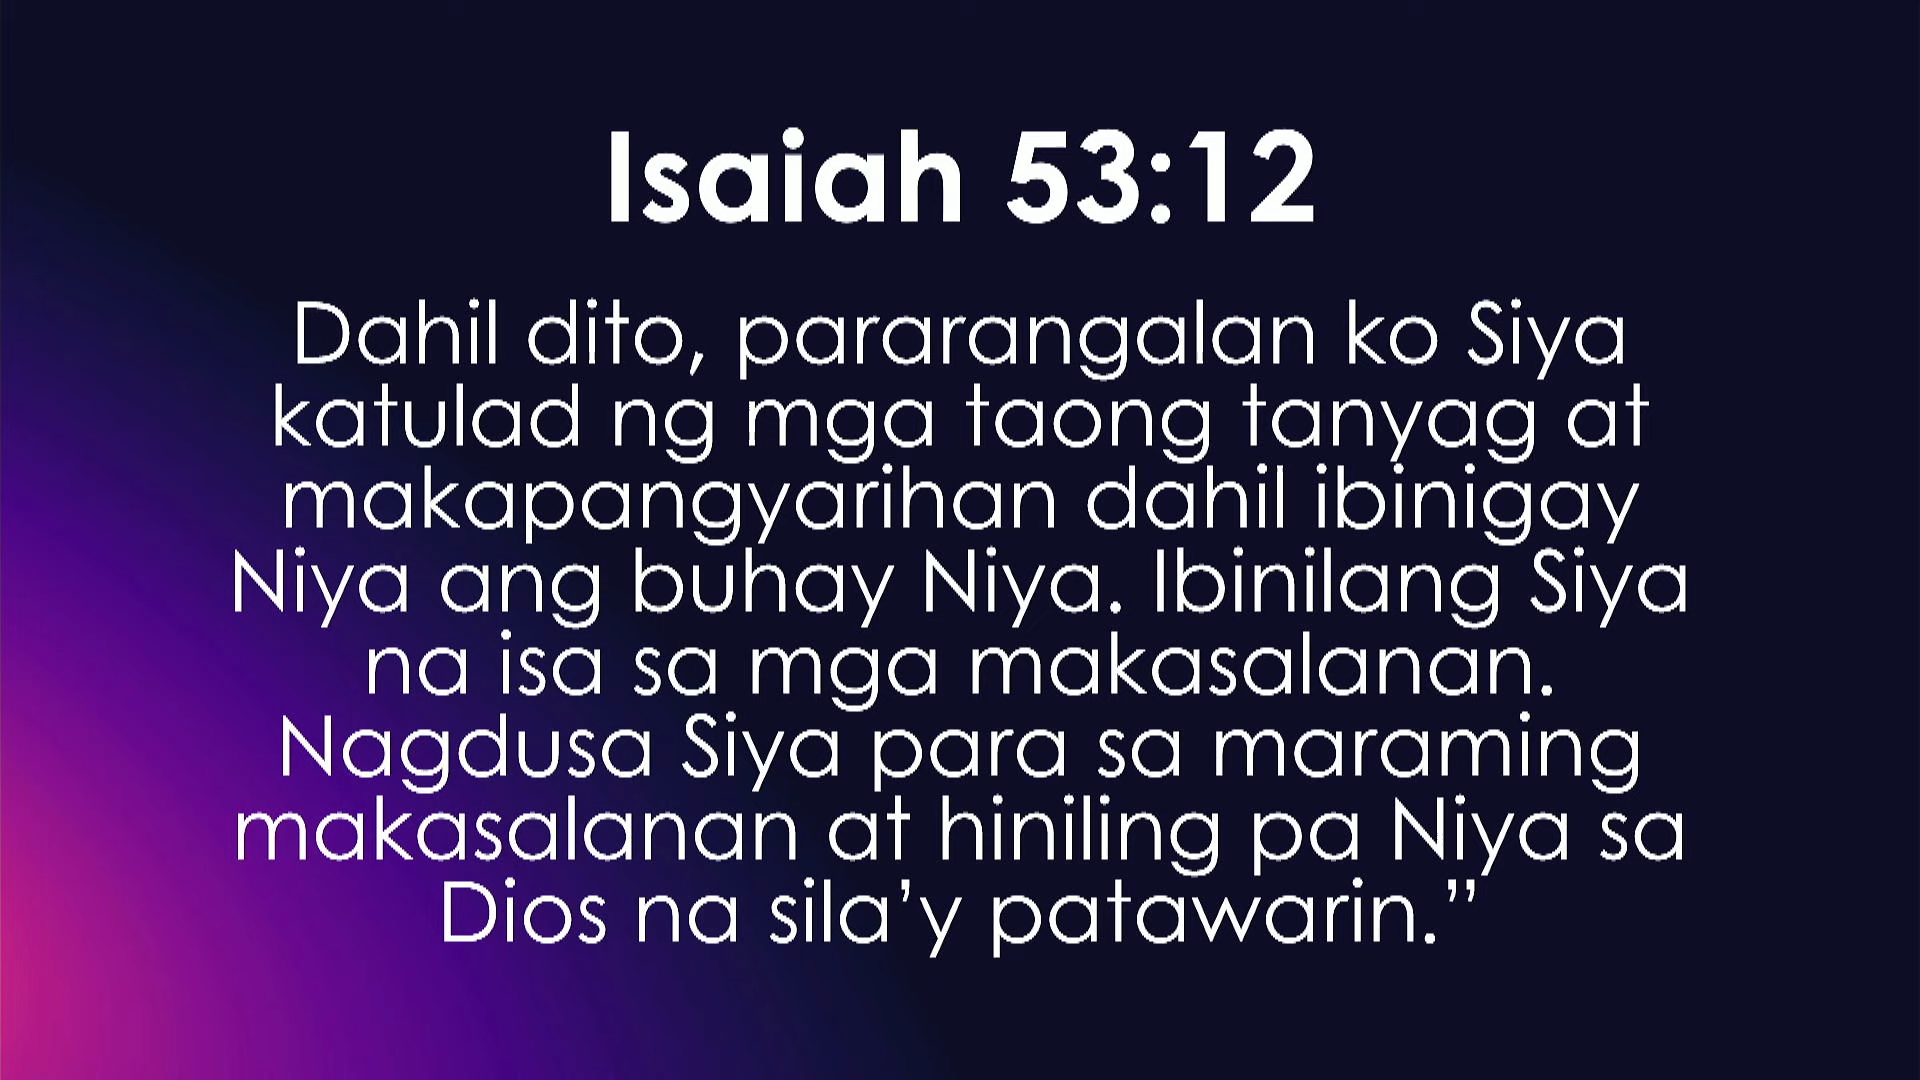 Isaiah 53:12
Dahil dito, pararangalan ko Siya
katulad ng mga taong tanyag at
makapangyarihan dahil ibinigay
Niya ang buhay Niya. Ibinilang Siya
na isa sa mga makasalanan.
Nagdusa Siya para sa maraming
makasalanan at hiniling pa Niya sa
Dios na sila’y patawarin.”